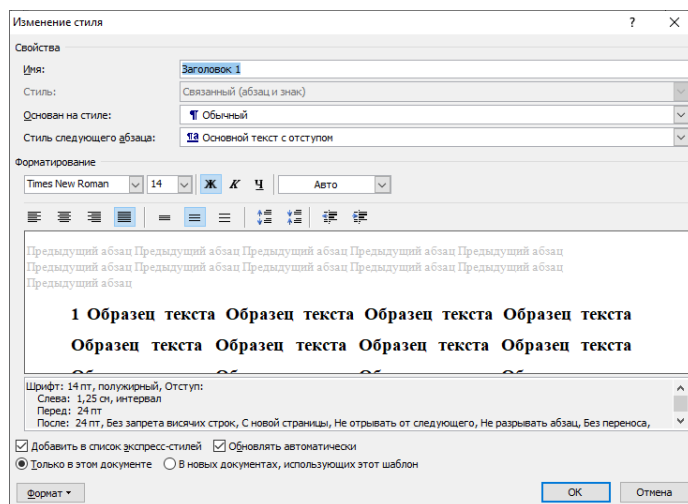 Изменение стиля
Свойства
Имя: Заголовок 1
Стиль: Связанный (абзац и знак)
Основан на стиле: ¶ Обычный
Стиль следующего абзаца: ¶a Основной текст с отступом
Форматирование
Times New Roman 14 Ж К Ч Авто
Предыдущий абзац Предыдущий абзац Предыдущий абзац Предыдущий абзац Предыдущий абзац
Предыдущий абзац Предыдущий абзац Предыдущий абзац Предыдущий абзац Предыдущий абзац
Предыдущий абзац
1 Образец текста Образец текста Образец текста Образец текста
Образец текста Образец текста Образец текста Образец текста
Шрифт: 14 пт, полужирный, Отступ:
Слева: 1,25 см, интервал
Перед: 24 пт
После: 24 пт, Без запрета висячих строк, С новой страницы, Не отрывать от следующего, Не разрывать абзац, Без переноса,
Добавить в список экспресс-стилей Обновлять автоматически
Только в этом документе В новых документах, использующих этот шаблон
Формат ОК Отмена